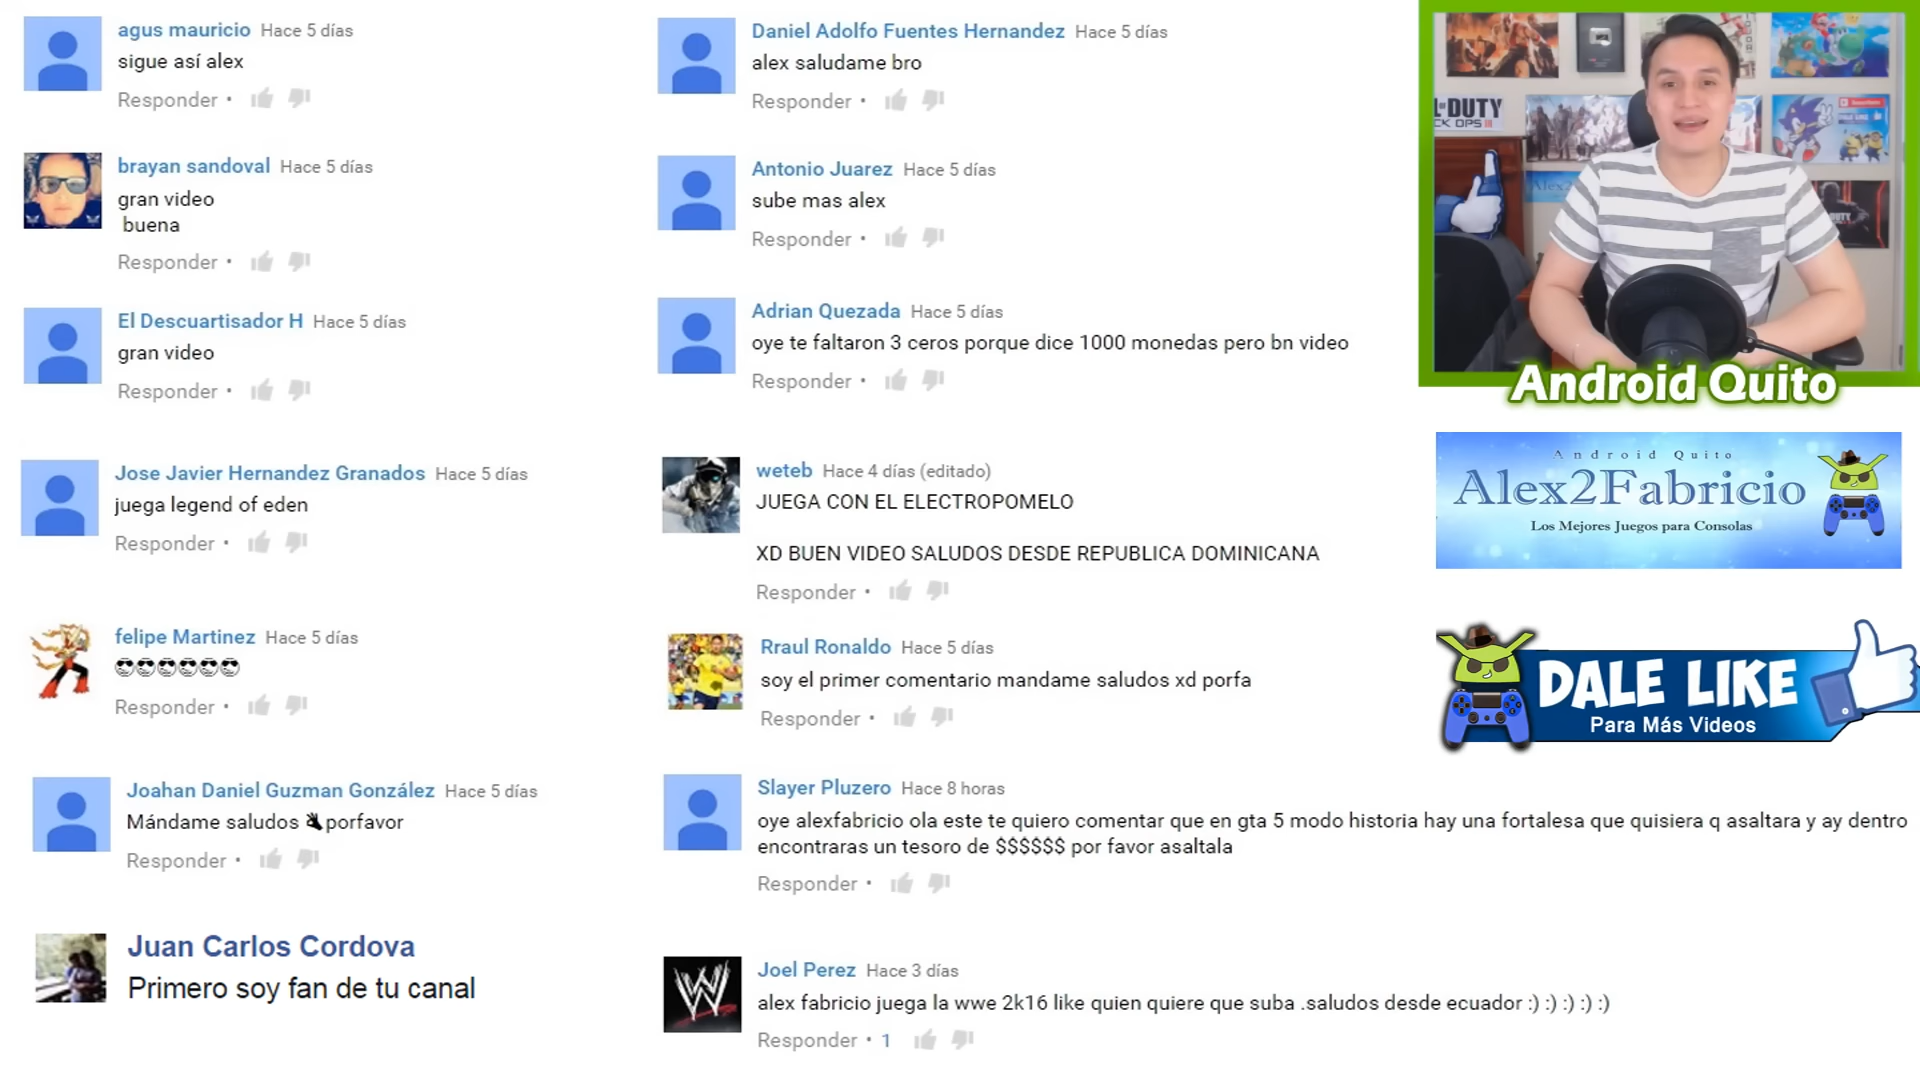 agus mauricio Hace 5 días
sigue así alex
Responder •
brayan sandoval Hace 5 días
gran video
buena
Responder •
El Descuartisador H Hace 5 días
gran video
Responder •
Jose Javier Hernandez Granados Hace 5 días
juega legend of eden
Responder •
felipe Martinez Hace 5 días
😎😎😎😎😎😎
Responder •
Joahan Daniel Guzman González Hace 5 días
Mándame saludos 👌porfavor
Responder •
Juan Carlos Cordova
Primero soy fan de tu canal
Daniel Adolfo Fuentes Hernandez Hace 5 días
alex saludame bro
Responder •
Antonio Juarez Hace 5 días
sube mas alex
Responder •
Adrian Quezada Hace 5 días
oye te faltaron 3 ceros porque dice 1000 monedas pero bn video
Responder •
weteb Hace 4 días (editado)
JUEGA CON EL ELECTROPOMELO
XD BUEN VIDEO SALUDOS DESDE REPUBLICA DOMINICANA
Responder •
Rraul Ronaldo Hace 5 días
soy el primer comentario mandame saludos xd porfa
Responder •
Slayer Pluzero Hace 8 horas
oye alexfabricio ola este te quiero comentar que en gta 5 modo historia hay una fortalesa que quisiera q asaltara y ay dentro
encontraras un tesoro de $$$$$$ por favor asaltala
Responder •
Joel Perez Hace 3 días
alex fabricio juega la wwe 2k16 like quien quiere que suba .saludos desde ecuador :) :) :) :) :)
Responder • 1
DUTY
CK OPS III
DALE LIKE
Alex2
DUTY
Android Quito
Android Quito
Alex2Fabricio
Los Mejores Juegos para Consolas
DALE LIKE
Para Más Videos